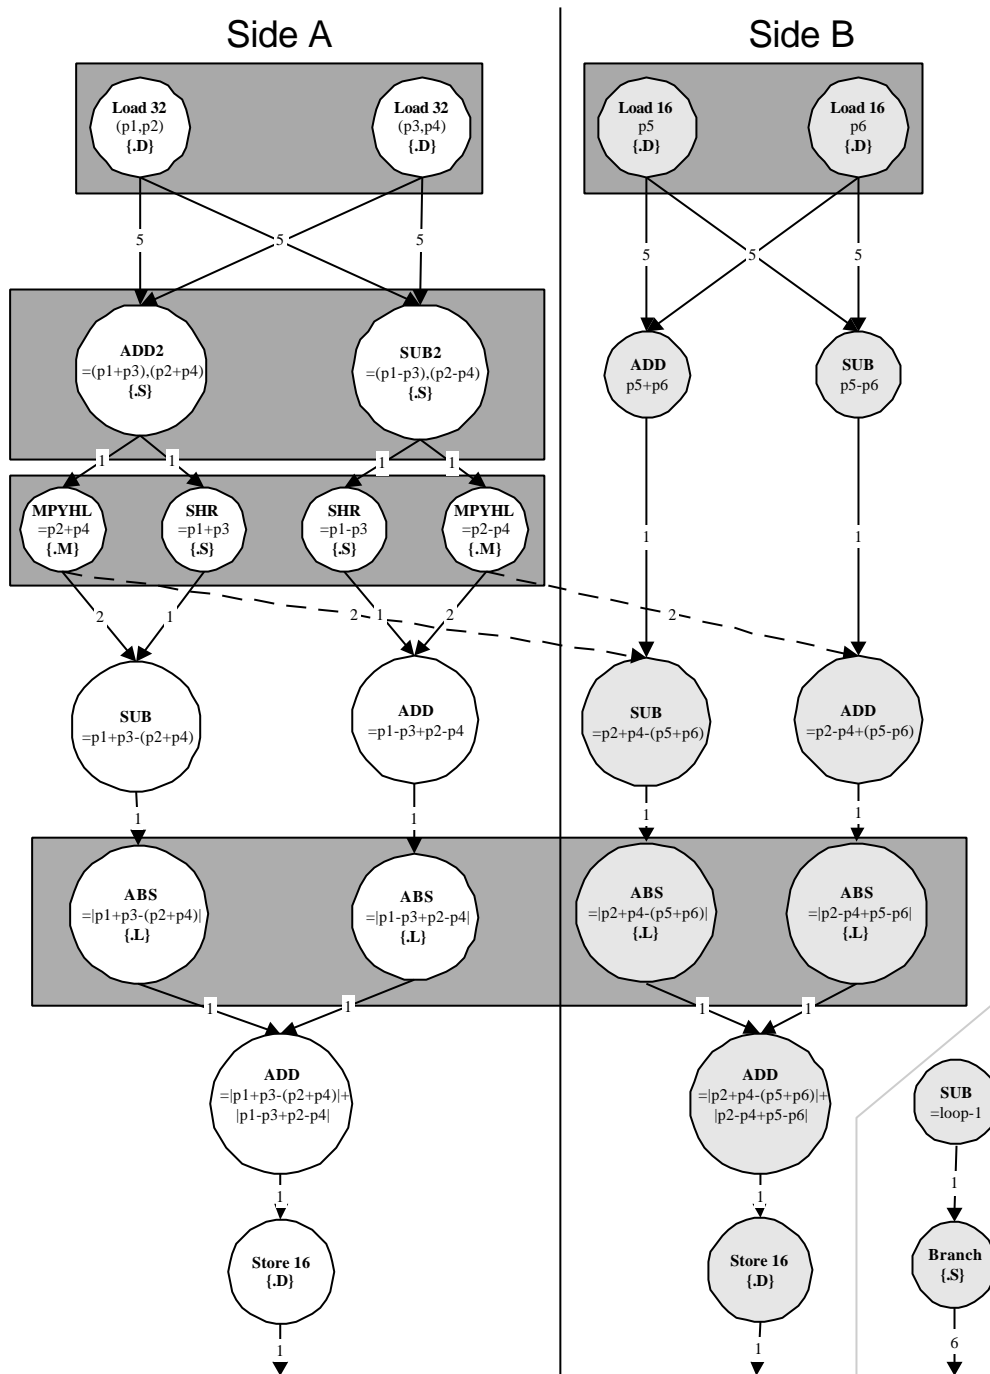 Side A
Side B
Load 32
(p1,p2)
{.D}
Load 32
(p3,p4)
{.D}
Load 16
p5
{.D}
Load 16
p6
{.D}
5
5
5
5
5
5
ADD2
=(p1+p3),(p2+p4)
{.S}
SUB2
=(p1-p3),(p2-p4)
{.S}
ADD
p5+p6
SUB
p5-p6
1
1
1
1
MPYHL
=p2+p4
{.M}
SHR
=p1+p3
{.S}
SHR
=p1-p3
{.S}
MPYHL
=p2-p4
{.M}
1
1
2
1
2
1
2
2
SUB
=p1+p3-(p2+p4)
ADD
=p1-p3+p2-p4
SUB
=p2+p4-(p5+p6)
ADD
=p2-p4+(p5-p6)
1
1
1
1
ABS
=|p1+p3-(p2+p4)|
{.L}
ABS
=|p1-p3+p2-p4|
{.L}
ABS
=|p2+p4-(p5+p6)|
{.L}
ABS
=|p2-p4+p5-p6|
{.L}
1
1
1
1
ADD
=|p1+p3-(p2+p4)|+
|p1-p3+p2-p4|
ADD
=|p2+p4-(p5+p6)|+
|p2-p4+p5-p6|
SUB
=loop-1
1
1
1
Store 16
{.D}
Store 16
{.D}
Branch
{.S}
1
1
6